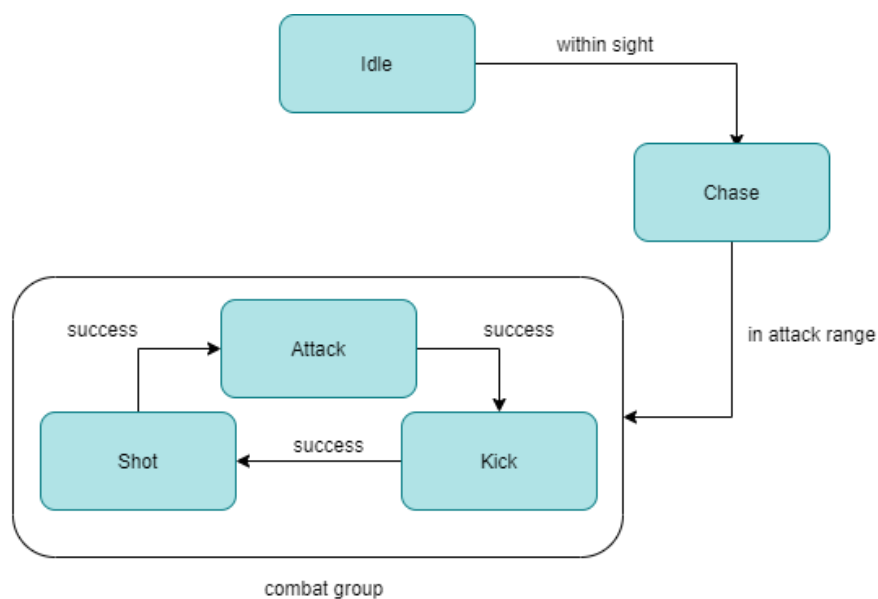 Idle
within sight
Chase
in attack range
success
Attack
success
Shot
success
Kick
combat group